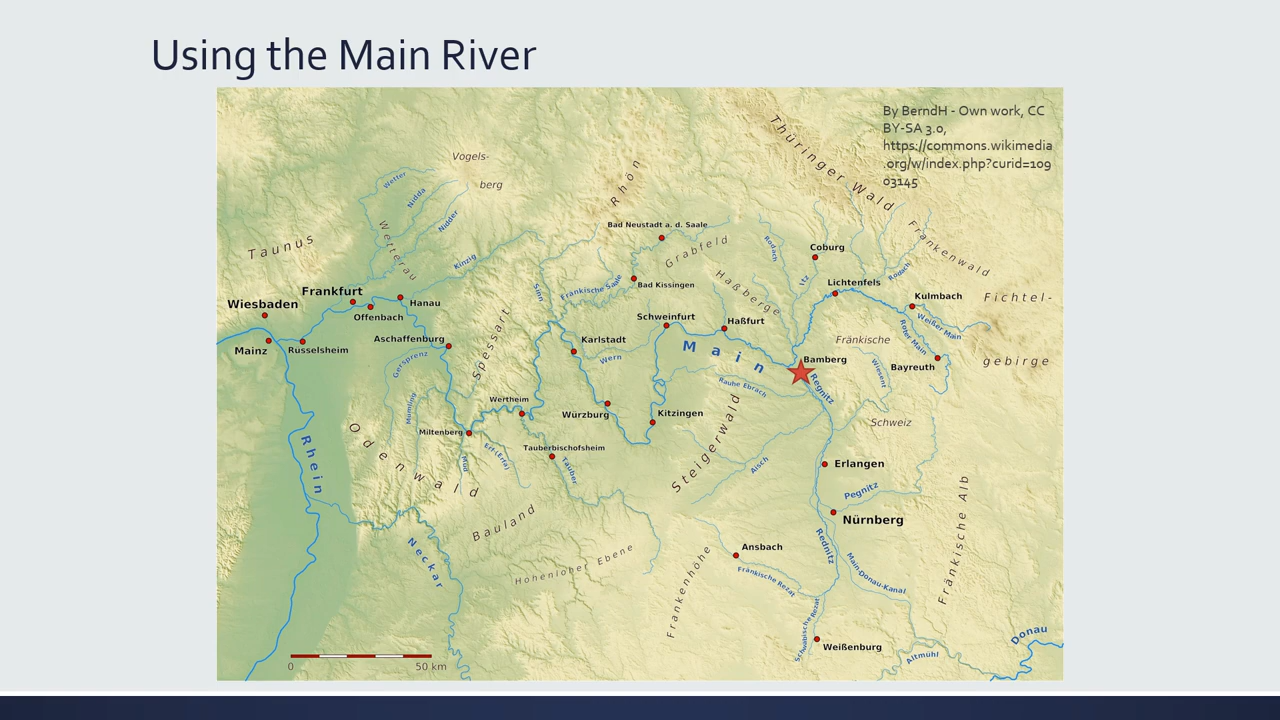 Using the Main River
By BerndH - Own work, CC
BY-SA 3.0,
https://commons.wikimedia
.org/w/index.php?curid=109
03145
Thüringer Wald
Vogels-
berg
Rhön
Wetter
Nidda
Nidder
Wetterau
Taunus
Kinzig
Bad Neustadt a. d. Saale
Grabfeld
Rodach
Coburg
Frankenwald
Rodach
Itz
Haßberge
Sinn
Fränkische Saale
Bad Kissingen
Lichtenfels
Kulmbach
Fichtel-
gebirge
Weißer Main
Roter Main
Wiesbaden
Frankfurt
Hanau
Offenbach
Mainz
Russelsheim
Aschaffenburg
Gersprenz
Spessart
Karlstadt
Wern
Schweinfurt
Haßfurt
Main
Fränkische
Bamberg
Bayreuth
Wiesent
Regnitz
Rauhe Ebrach
Mümling
Wertheim
Würzburg
Kitzingen
Schweiz
Miltenberg
Odenwald
Rhein
Mud
Erf(Erfa)
Tauberbischofsheim
Tauber
Steigerwald
Aisch
Erlangen
Pegnitz
Nürnberg
Fränkische Alb
Bauland
Neckar
Hohenloher Ebene
Frankenhöhe
Ansbach
Fränkische Rezat
Rednitz
Main-Donau-Kanal
Schwäbische Rezat
Weißenburg
Altmühl
Donau
0 50 km